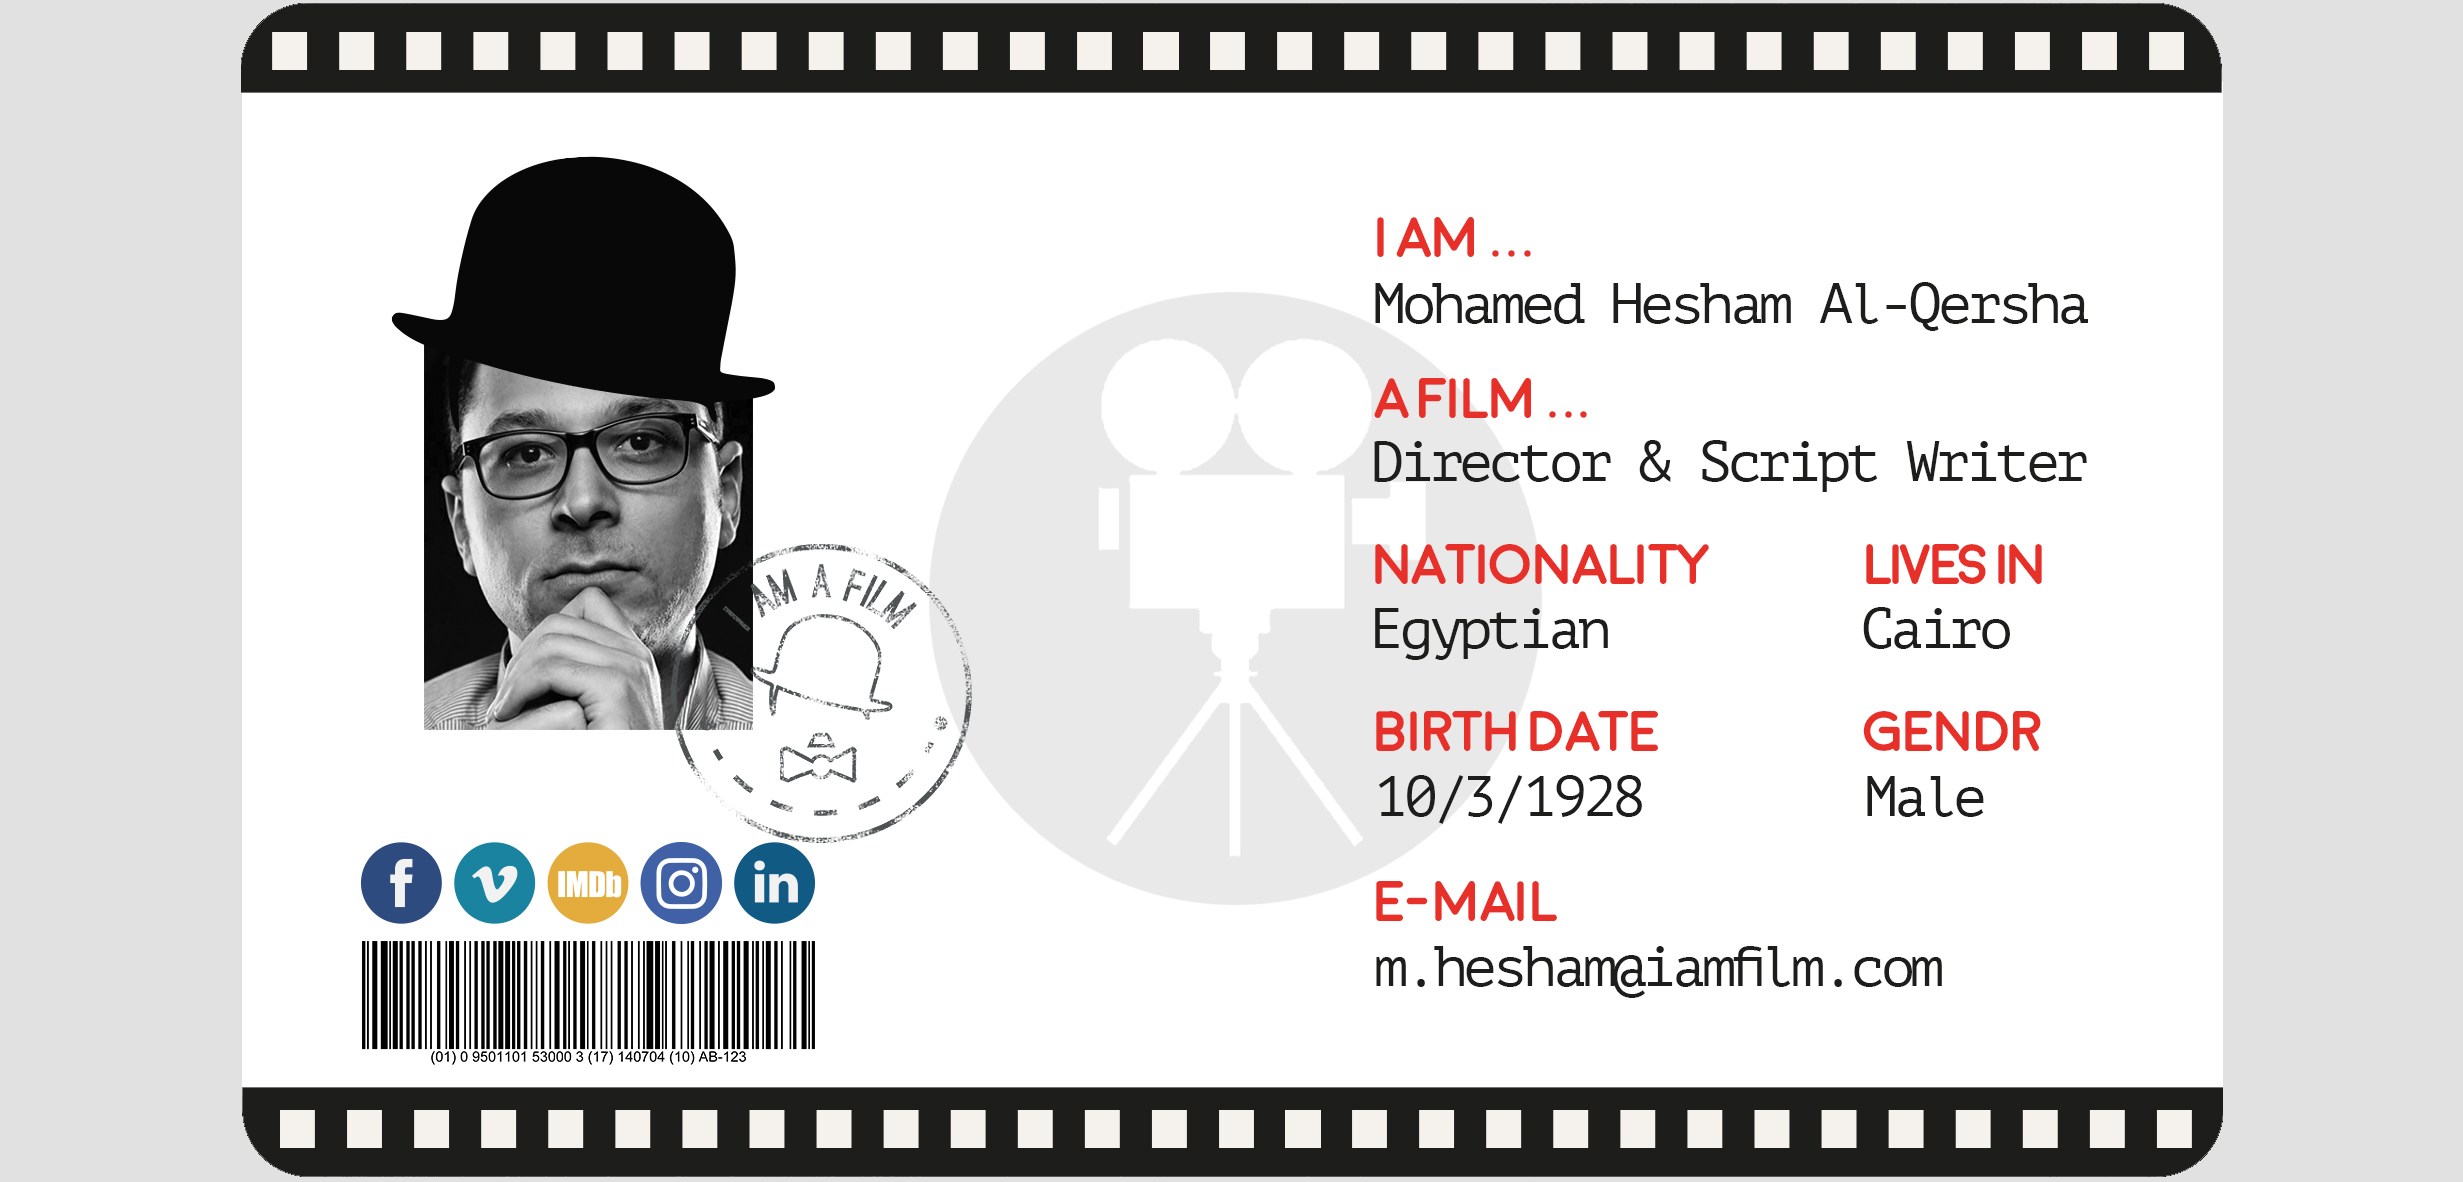 I AM ...
Mohamed Hesham Al-Qersha
A FILM ...
Director & Script Writer
NATIONALITY
Egyptian
LIVES IN
Cairo
BIRTH DATE
10/3/1928
GENDR
Male
E-MAIL
m.hesham@iamfilm.com
I AM A FILM
f
v
IMDb
in
(01) 0 9501101 53000 3 (17) 140704 (10) AB-123